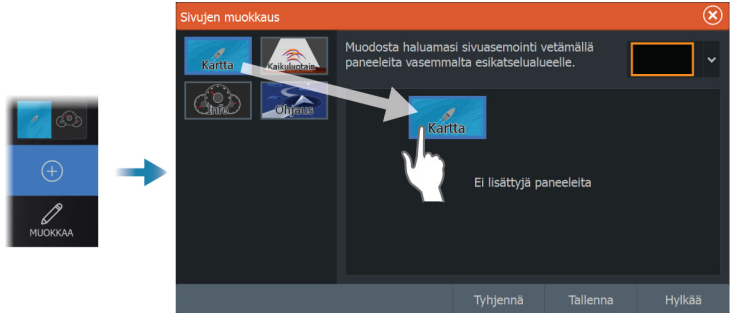 Sivujen muokkaus
Kartta
Kaikuluotain
Info
Ohjaus
Muodosta haluamasi sivuasemointi vetämällä
paneeleita vasemmalta esikatselualueelle.
Kartta
Ei lisättyjä paneeleita
MUOKKAA
Tyhjennä
Tallenna
Hylkää